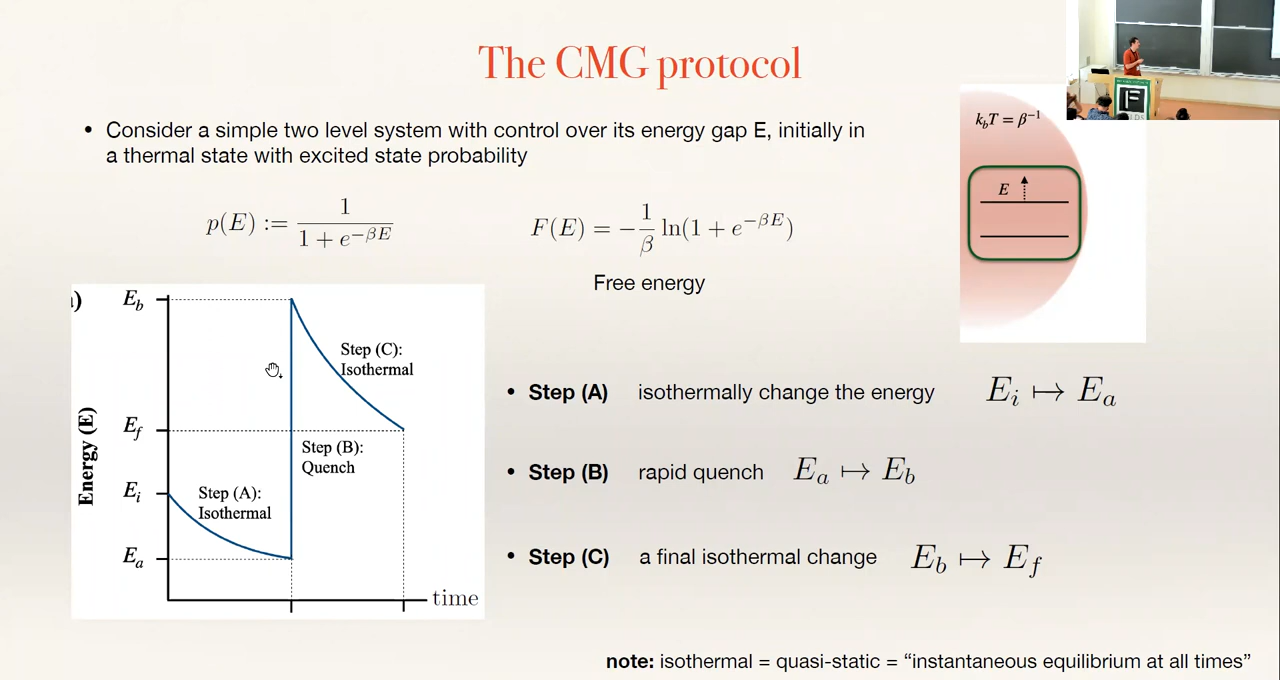 The CMG protocol
• Consider a simple two level system with control over its energy gap E, initially in
a thermal state with excited state probability
p(E) := 1 / (1 + e^{-βE})
F(E) = -1/β ln(1 + e^{-βE})
Free energy
k_bT = β^{-1}
E
)
E_b
E_f
E_i
E_a
Energy (E)
Step (C):
Isothermal
Step (B):
Quench
Step (A):
Isothermal
time
• Step (A) isothermally change the energy E_i ↦ E_a
• Step (B) rapid quench E_a ↦ E_b
• Step (C) a final isothermal change E_b ↦ E_f
note: isothermal = quasi-static = “instantaneous equilibrium at all times”